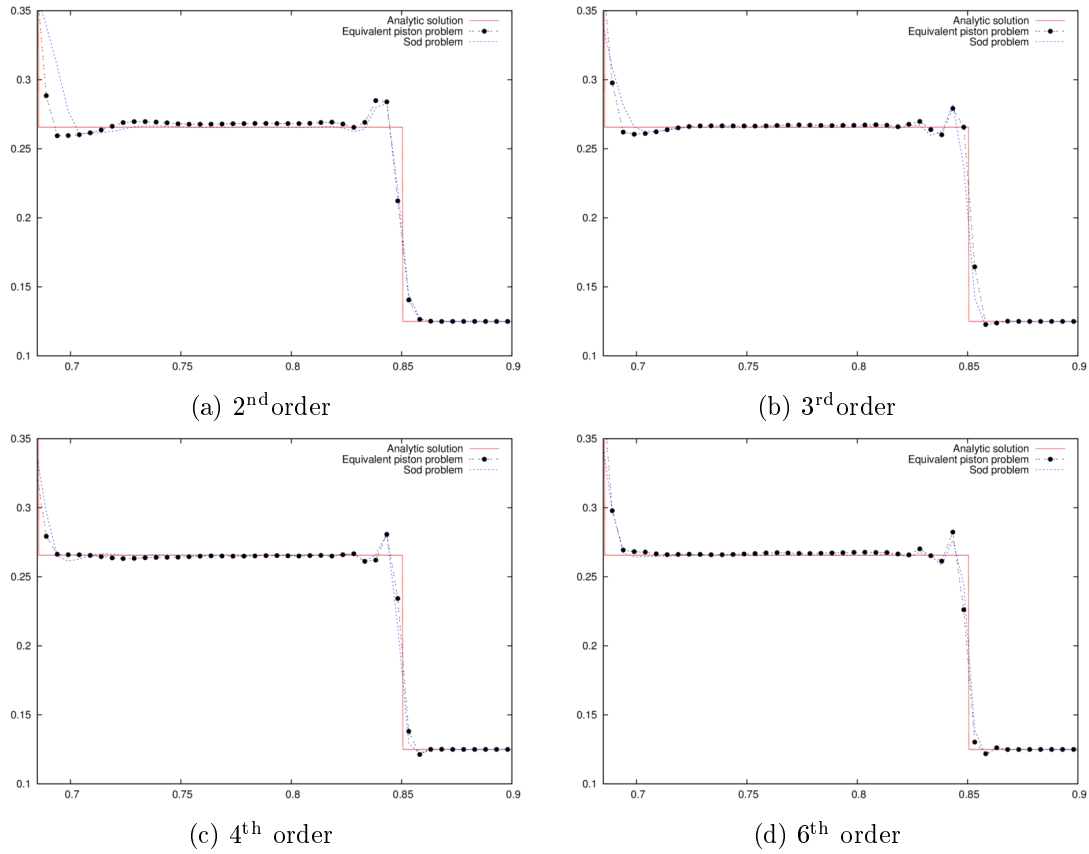 0.35
Analytic solution
Equivalent piston problem
Sod problem
0.3
0.25
0.2
0.15
0.1
0.7 0.75 0.8 0.85 0.9
(a) 2nd order
0.35
Analytic solution
Equivalent piston problem
Sod problem
0.3
0.25
0.2
0.15
0.1
0.7 0.75 0.8 0.85 0.9
(b) 3rd order
0.35
Analytic solution
Equivalent piston problem
Sod problem
0.3
0.25
0.2
0.15
0.1
0.7 0.75 0.8 0.85 0.9
(c) 4th order
0.35
Analytic solution
Equivalent piston problem
Sod problem
0.3
0.25
0.2
0.15
0.1
0.7 0.75 0.8 0.85 0.9
(d) 6th order